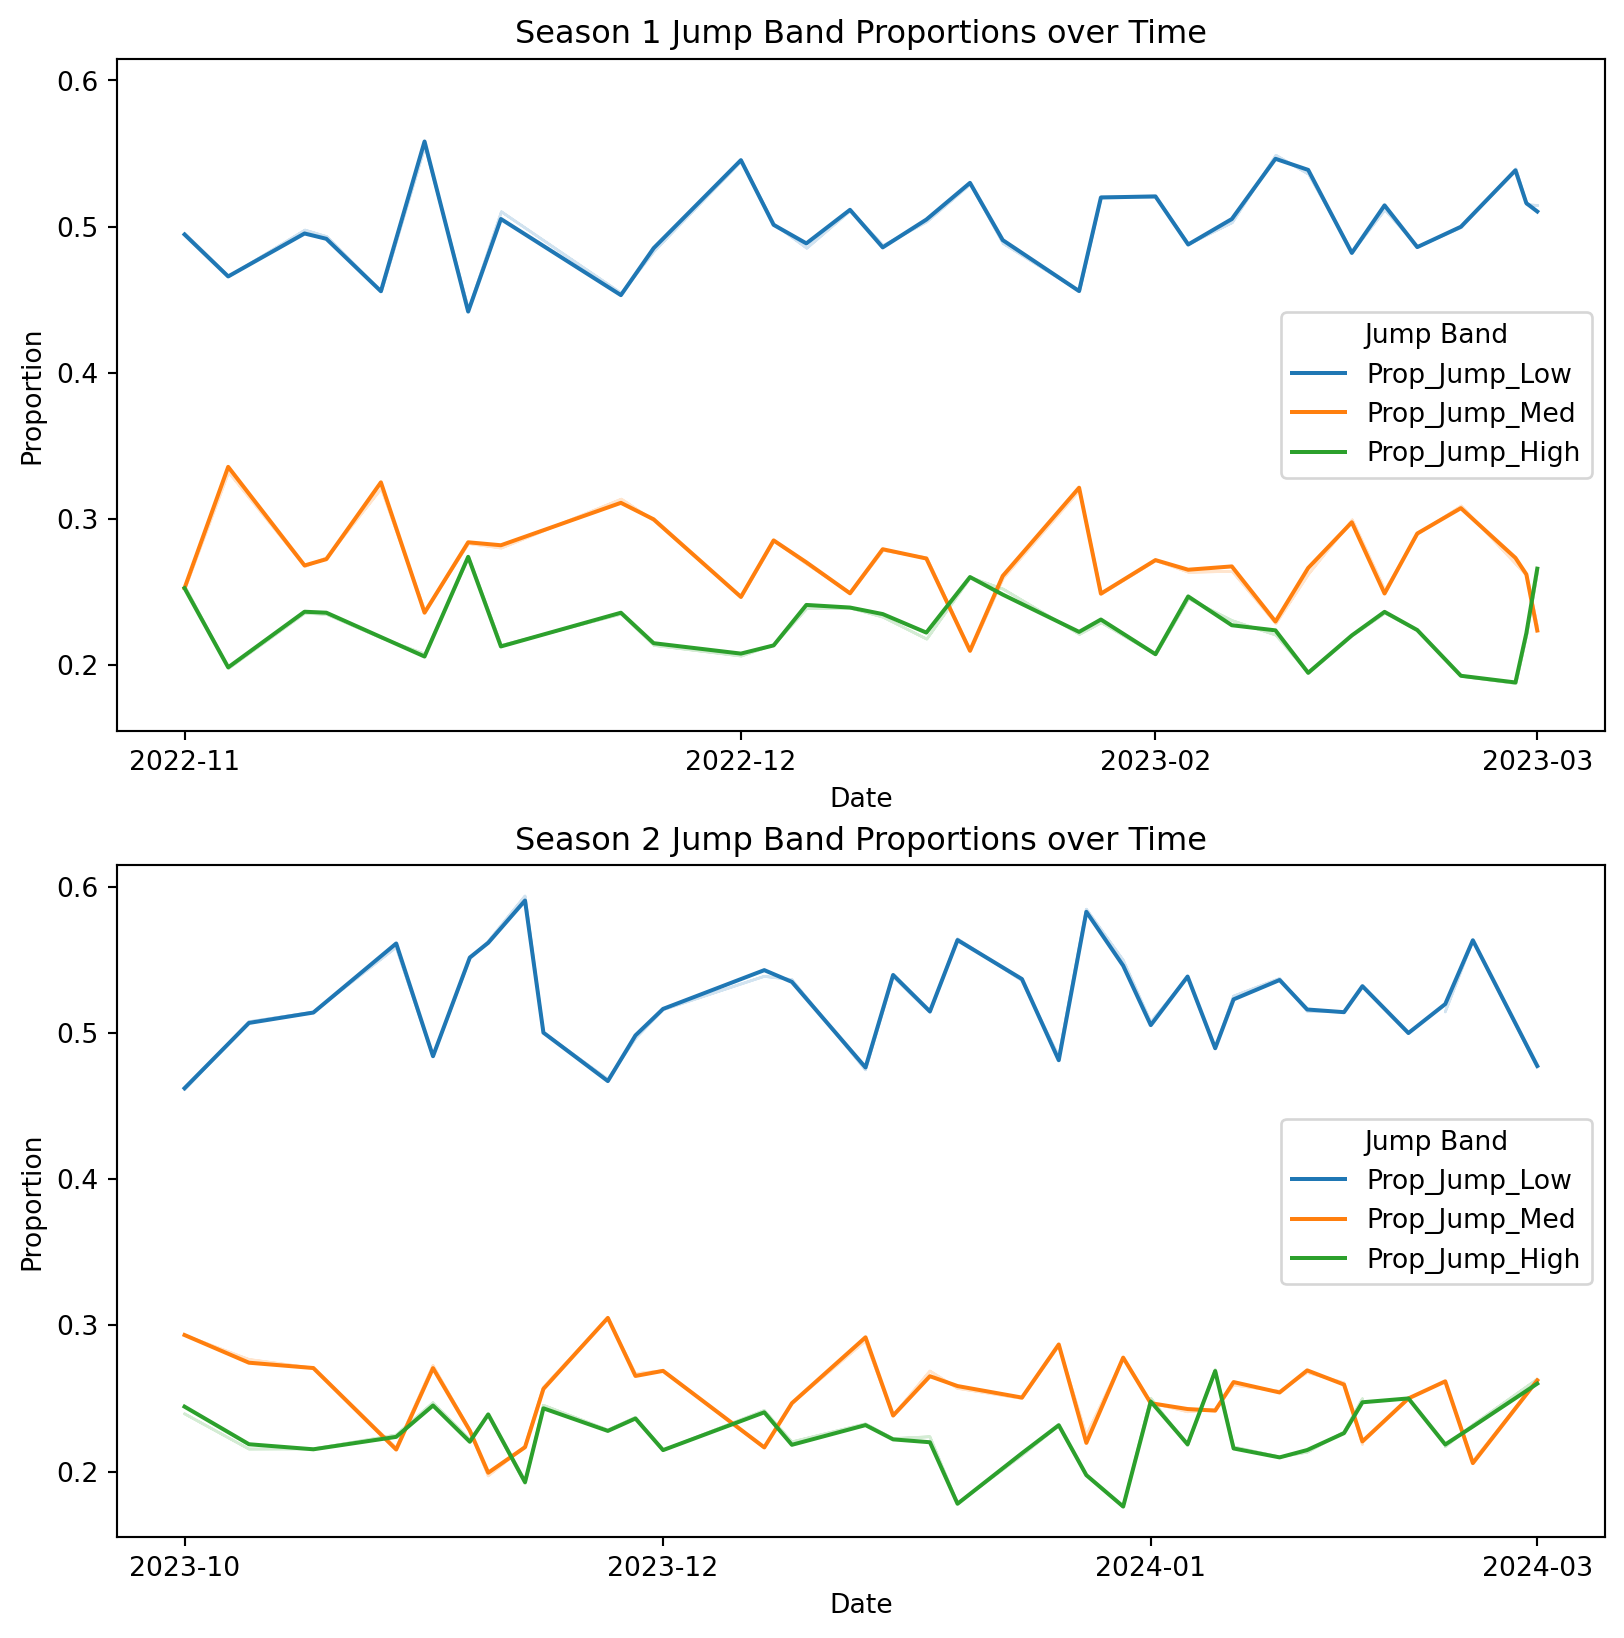 Season 1 Jump Band Proportions over Time
0.6
0.5
0.4
0.3
0.2
Proportion
Jump Band
Prop_Jump_Low
Prop_Jump_Med
Prop_Jump_High
2022-11
2022-12
2023-02
2023-03
Date
Season 2 Jump Band Proportions over Time
0.6
0.5
0.4
0.3
0.2
Proportion
Jump Band
Prop_Jump_Low
Prop_Jump_Med
Prop_Jump_High
2023-10
2023-12
2024-01
2024-03
Date